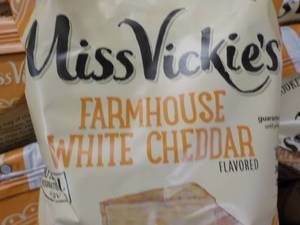 Miss Vickie's
FARMHOUSE
WHITE CHEDDAR
FLAVORED